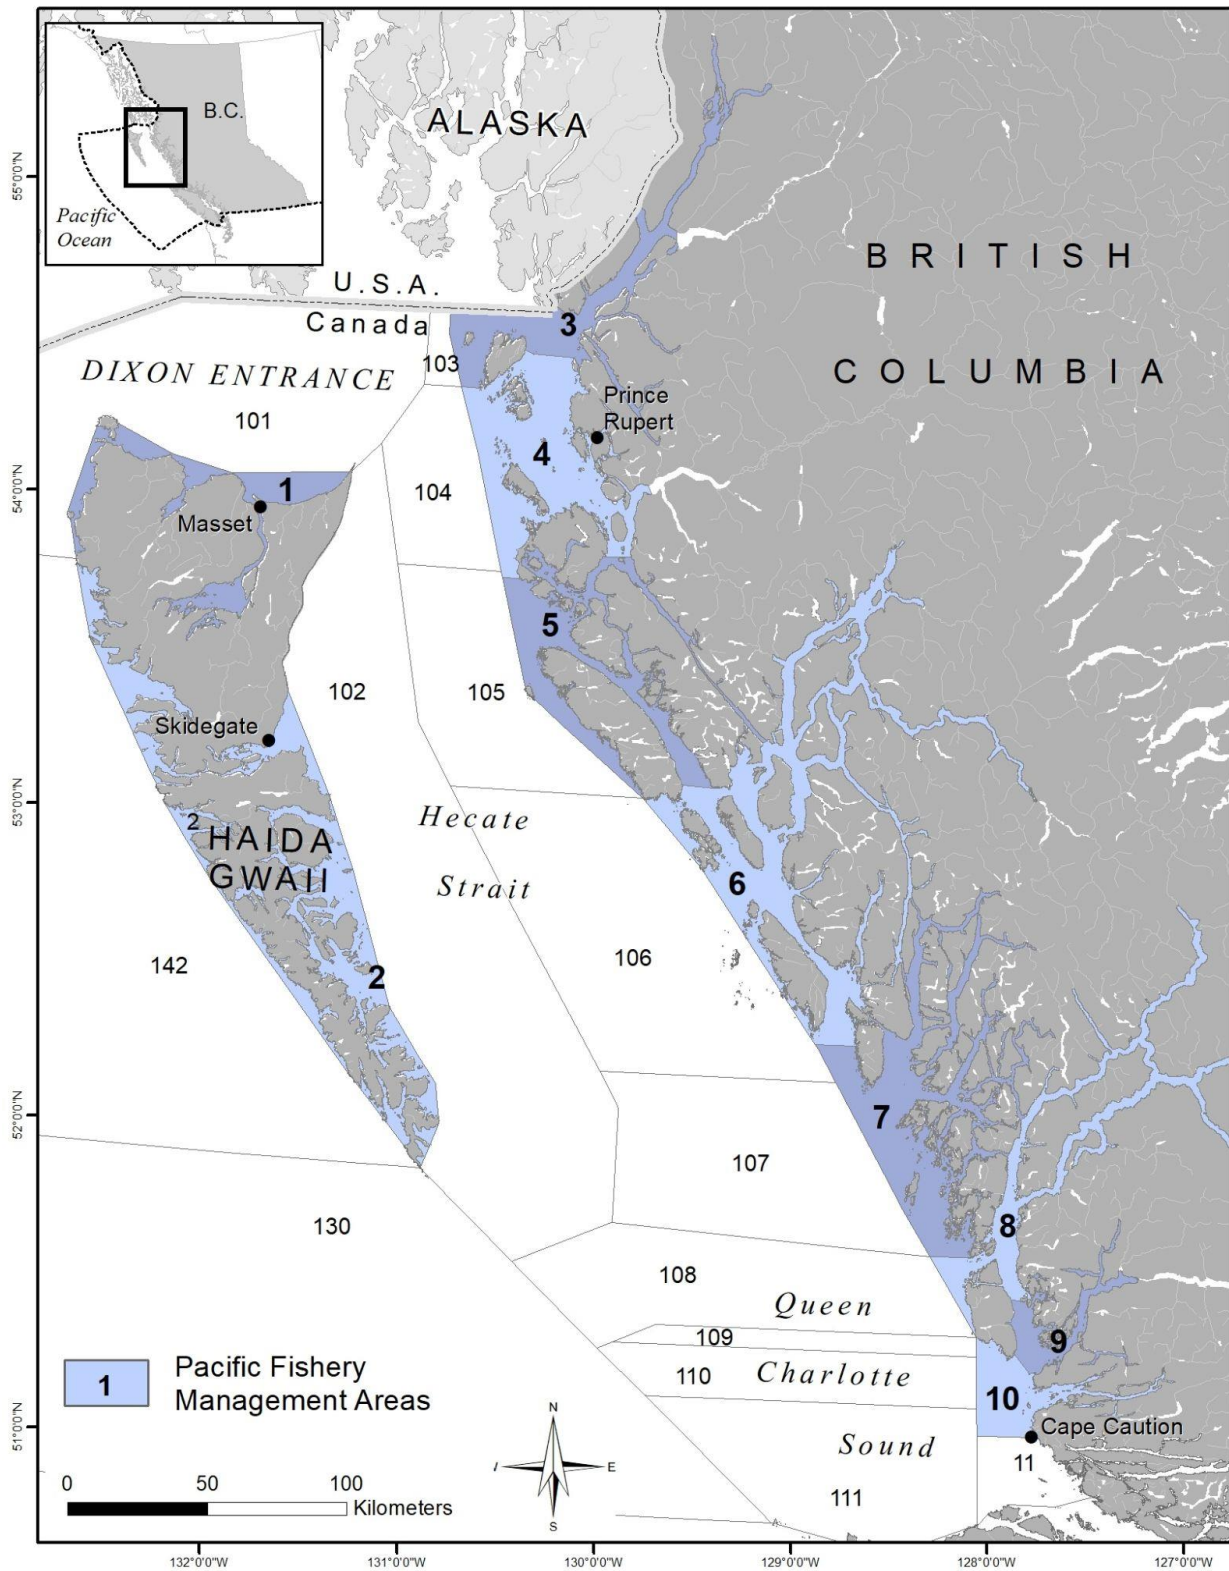 B.C.
Pacific
Ocean
ALASKA
55°0'0"N
BRITISH
COLUMBIA
U.S.A.
Canada
3
103
DIXON ENTRANCE
101
Prince
Rupert
4
104
54°0'0"N
1
Masset
5
102
105
Skidegate
53°0'0"N
2
HAIDA
GWAII
Hecate
Strait
6
142
2
106
52°0'0"N
7
107
130
8
108
Queen
109
9
110
Charlotte
10
Pacific Fishery
Management Areas
1
51°0'0"N
Cape Caution
Sound
11
111
N
E
S
0
50
100
Kilometers
132°0'0"W
131°0'0"W
130°0'0"W
129°0'0"W
128°0'0"W
127°0'0"W